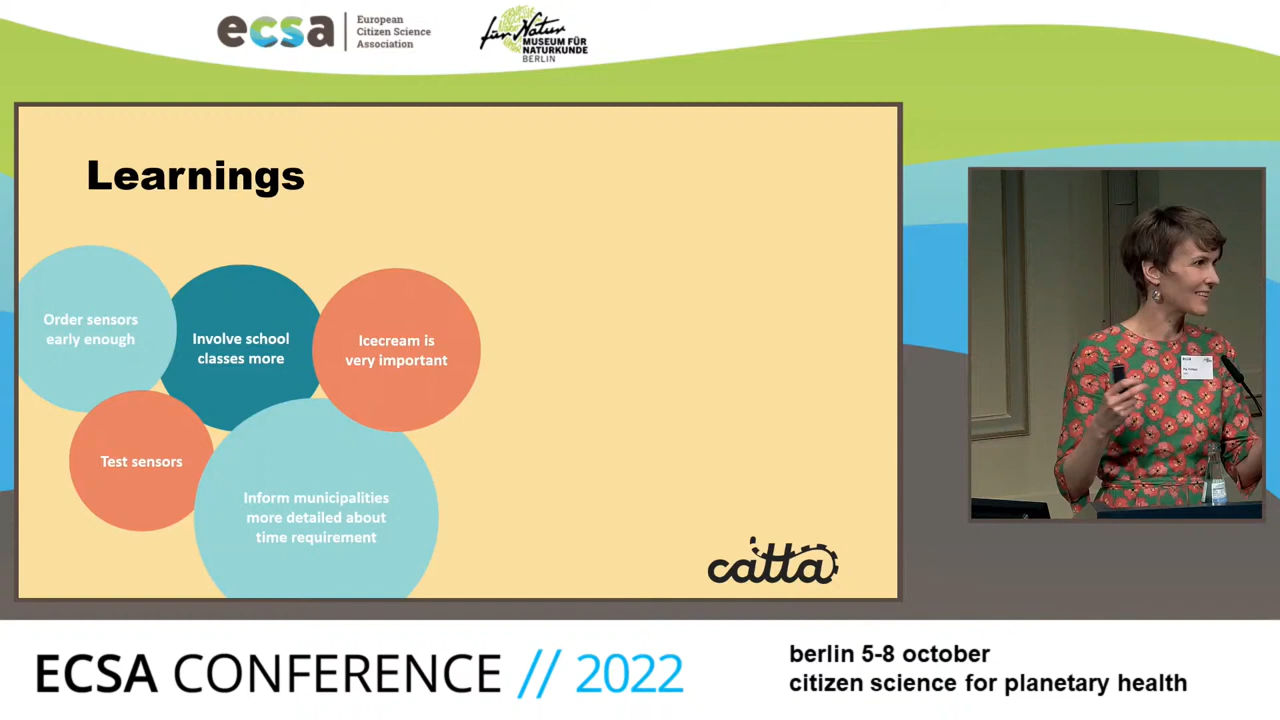 ecsa
European
Citizen Science
Association
für Natur
MUSEUM FÜR
NATURKUNDE
BERLIN
Learnings
Order sensors
early enough
Involve school
classes more
Icecream is
very important
Test sensors
Inform municipalities
more detailed about
time requirement
catta
ECSA CONFERENCE // 2022
berlin 5-8 october
citizen science for planetary health